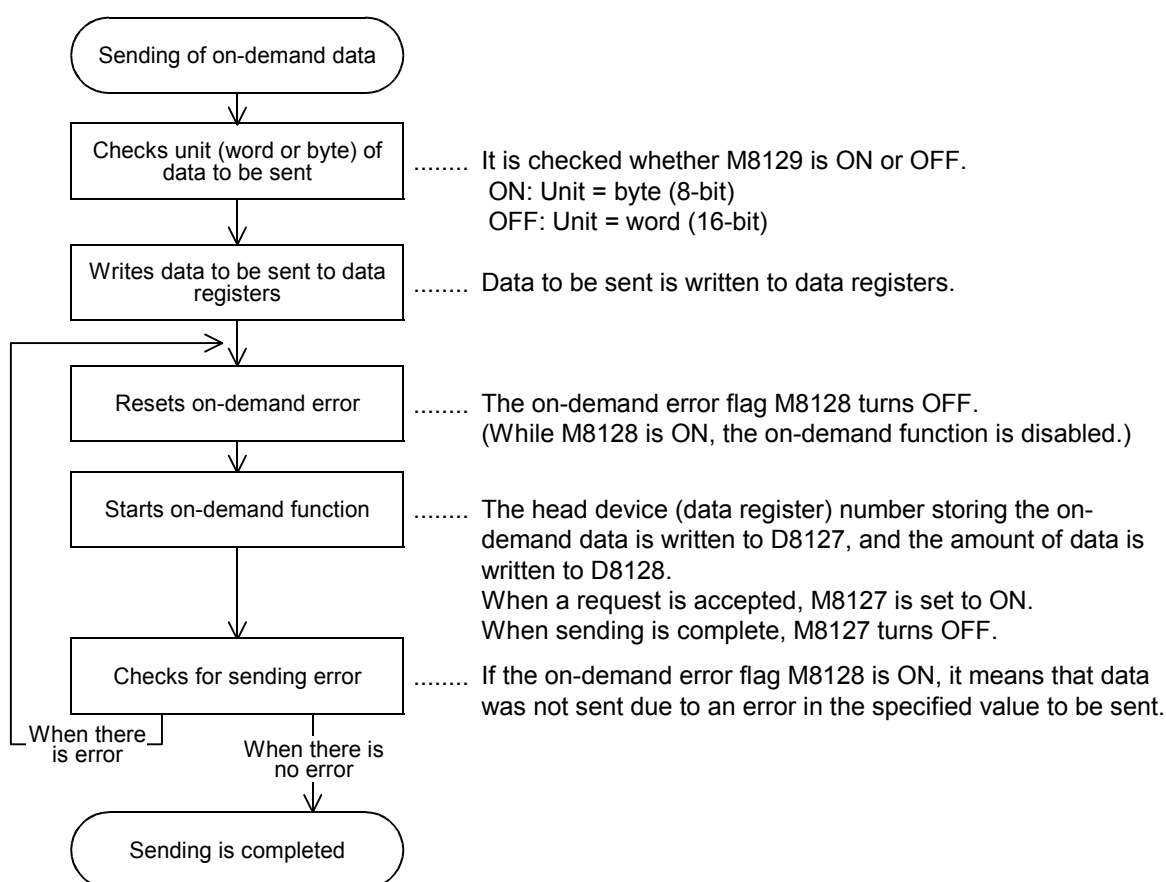 Sending of on-demand data
Checks unit (word or byte) of
data to be sent
........ It is checked whether M8129 is ON or OFF.
ON: Unit = byte (8-bit)
OFF: Unit = word (16-bit)
Writes data to be sent to data
registers
........ Data to be sent is written to data registers.
Resets on-demand error
........ The on-demand error flag M8128 turns OFF.
(While M8128 is ON, the on-demand function is disabled.)
Starts on-demand function
........ The head device (data register) number storing the on-
demand data is written to D8127, and the amount of data is
written to D8128.
When a request is accepted, M8127 is set to ON.
When sending is complete, M8127 turns OFF.
Checks for sending error
........ If the on-demand error flag M8128 is ON, it means that data
was not sent due to an error in the specified value to be sent.
When there
is error
When there is
no error
Sending is completed